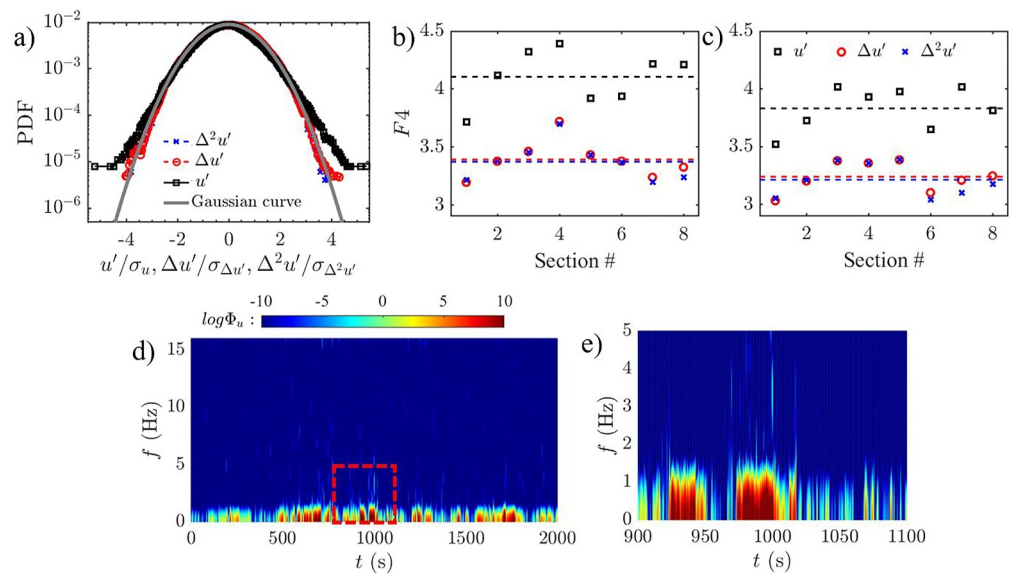 a)
10⁻²
10⁻³
10⁻⁴
10⁻⁵
10⁻⁶
PDF
Δ²u′
Δu′
u′
Gaussian curve
-4 -2 0 2 4
u′/σ_u, Δu′/σ_Δu′, Δ²u′/σ_Δ²u′
b)
4.5
4
3.5
3
F4
2 4 6 8
Section #
c)
u′ Δu′ Δ²u′
4.5
4
3.5
3
2 4 6 8
Section #
-10 -5 0 5 10
logΦ_u :
d)
15
10
5
0
f (Hz)
0 500 1000 1500 2000
t (s)
e)
5
4
3
2
1
0
f (Hz)
900 950 1000 1050 1100
t (s)